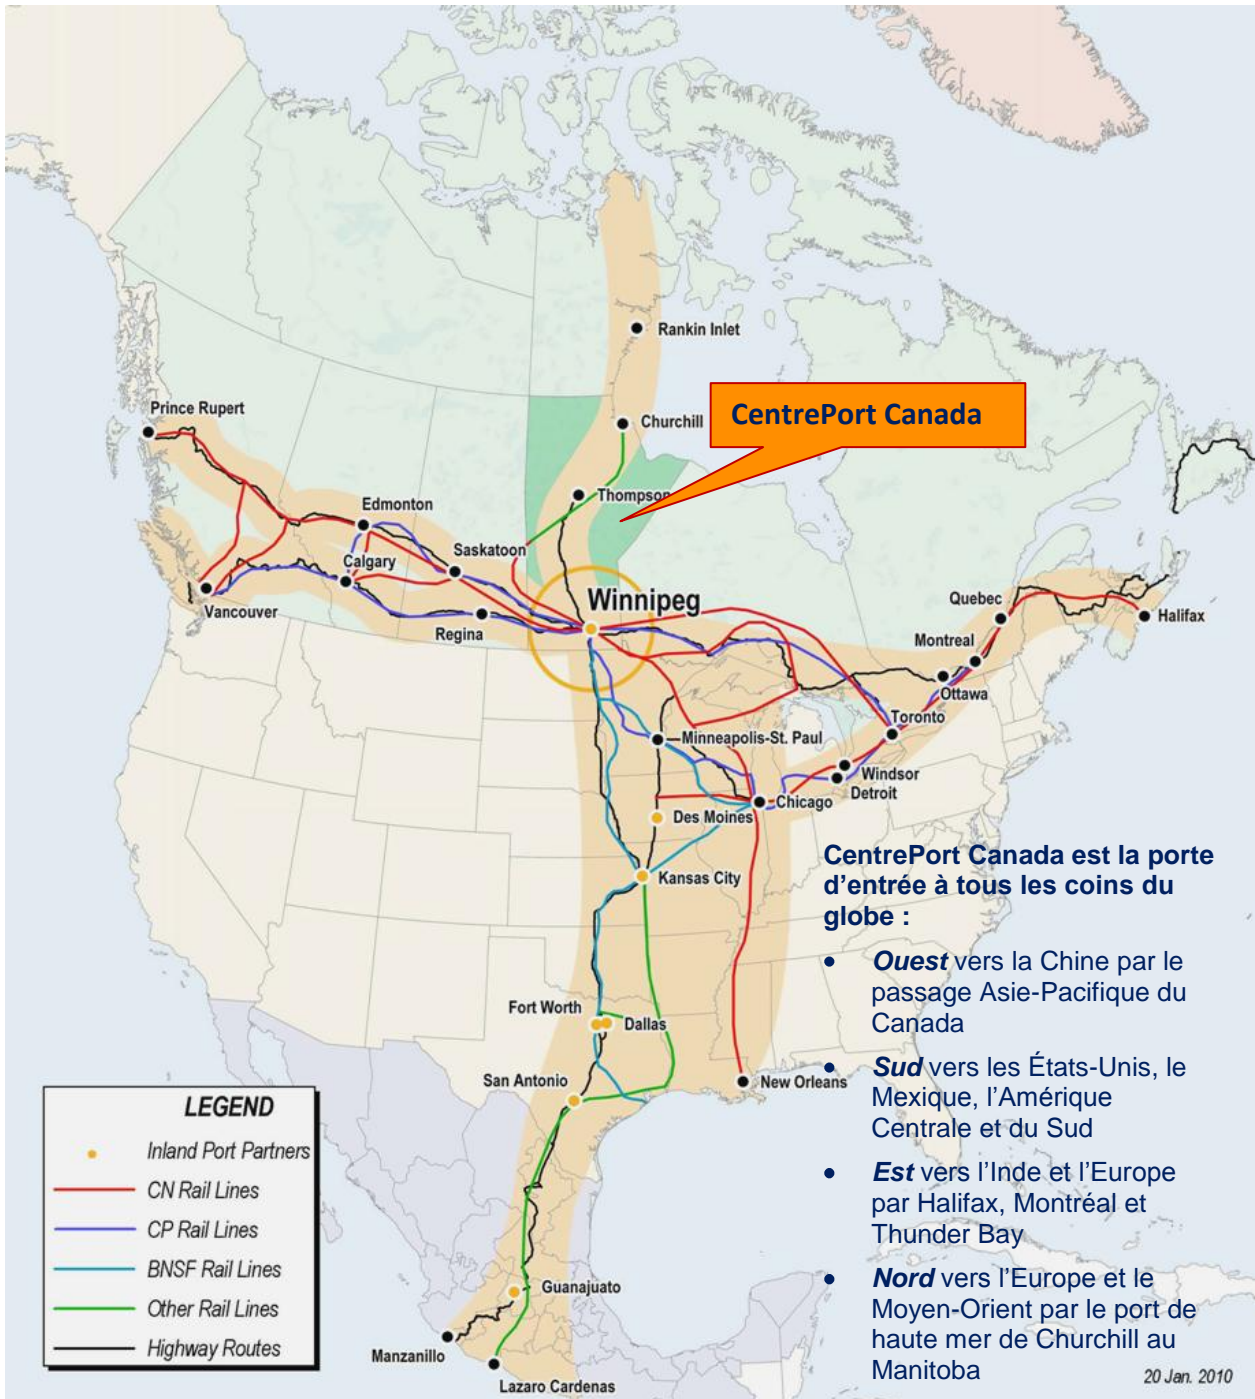 Rankin Inlet
Prince Rupert
Churchill
CentrePort Canada
Thompson
Edmonton
Saskatoon
Calgary
Winnipeg
Quebec
Vancouver
Regina
Halifax
Montreal
Ottawa
Toronto
Minneapolis-St. Paul
Windsor
Detroit
Chicago
Des Moines
Kansas City
CentrePort Canada est la porte
d'entrée à tous les coins du
globe :
• Ouest vers la Chine par le
passage Asie-Pacifique du
Canada
Fort Worth
Dallas
San Antonio
New Orleans
• Sud vers les États-Unis, le
Mexique, l'Amérique
Centrale et du Sud
• Est vers l'Inde et l'Europe
par Halifax, Montréal et
Thunder Bay
• Nord vers l'Europe et le
Moyen-Orient par le port de
haute mer de Churchill au
Manitoba
LEGEND
Inland Port Partners
CN Rail Lines
CP Rail Lines
BNSF Rail Lines
Other Rail Lines
Highway Routes
Guanajuato
Manzanillo
Lazaro Cardenas
20 Jan. 2010